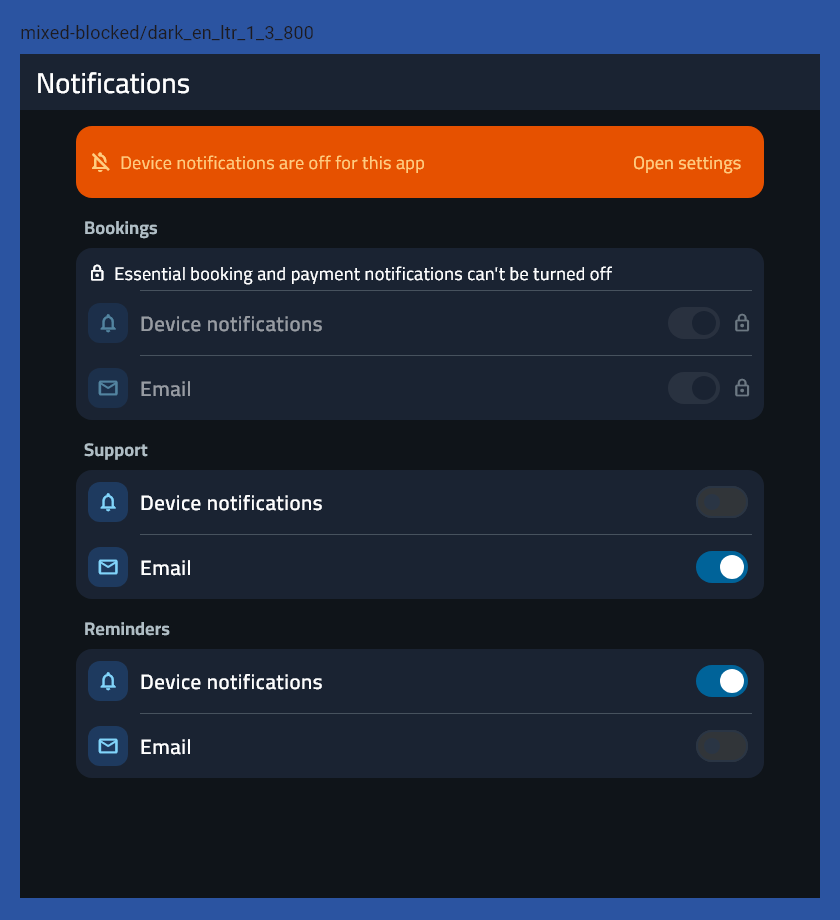 mixed-blocked/dark_en_ltr_1_3_800
Notifications
Device notifications are off for this app
Open settings
Bookings
Essential booking and payment notifications can't be turned off
Device notifications
Email
Support
Device notifications
Email
Reminders
Device notifications
Email